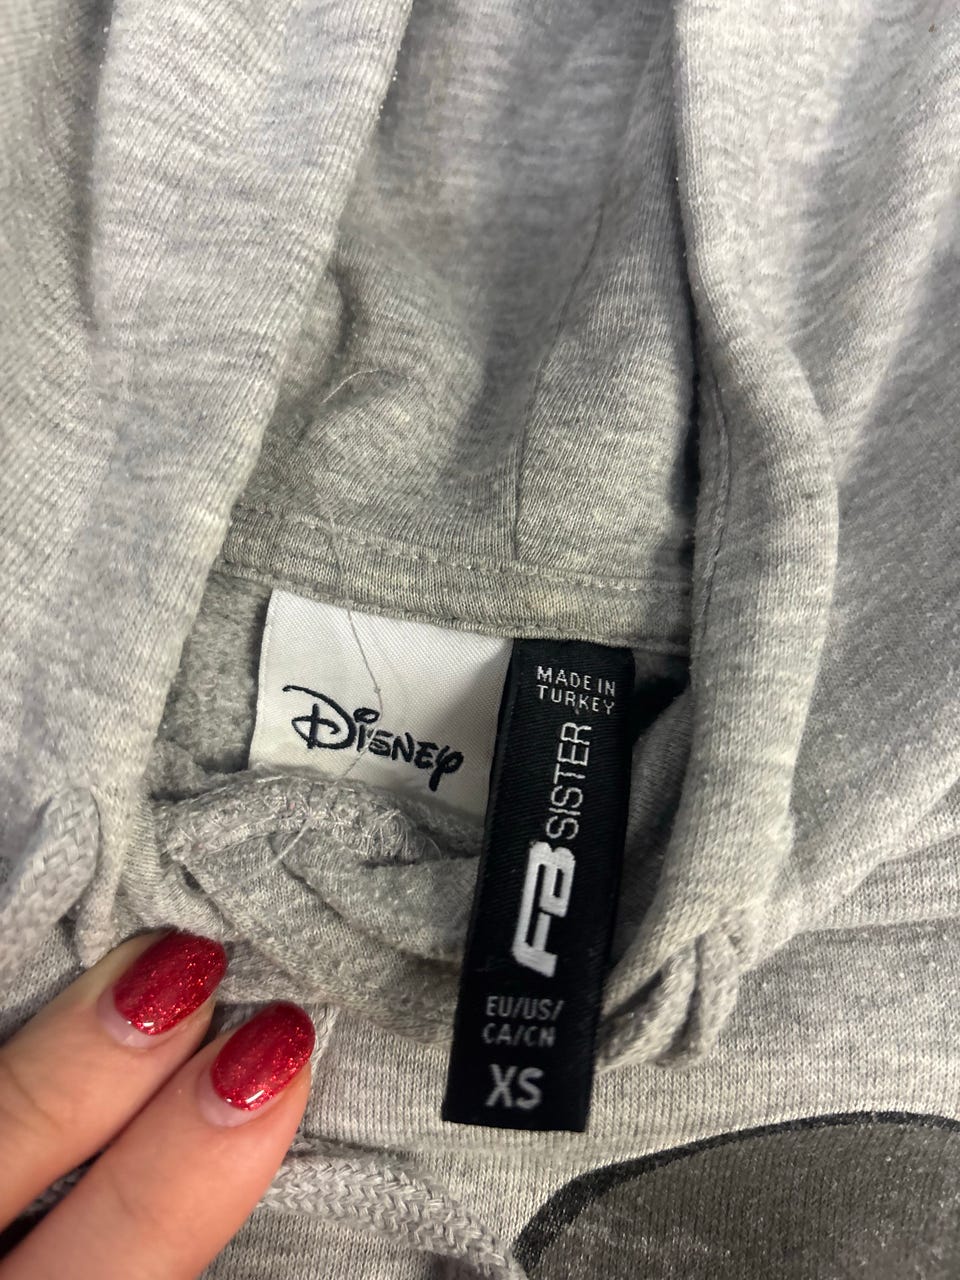 Disney
MADE IN
TURKEY
FB SISTER
EU/US/
CA/CN
XS